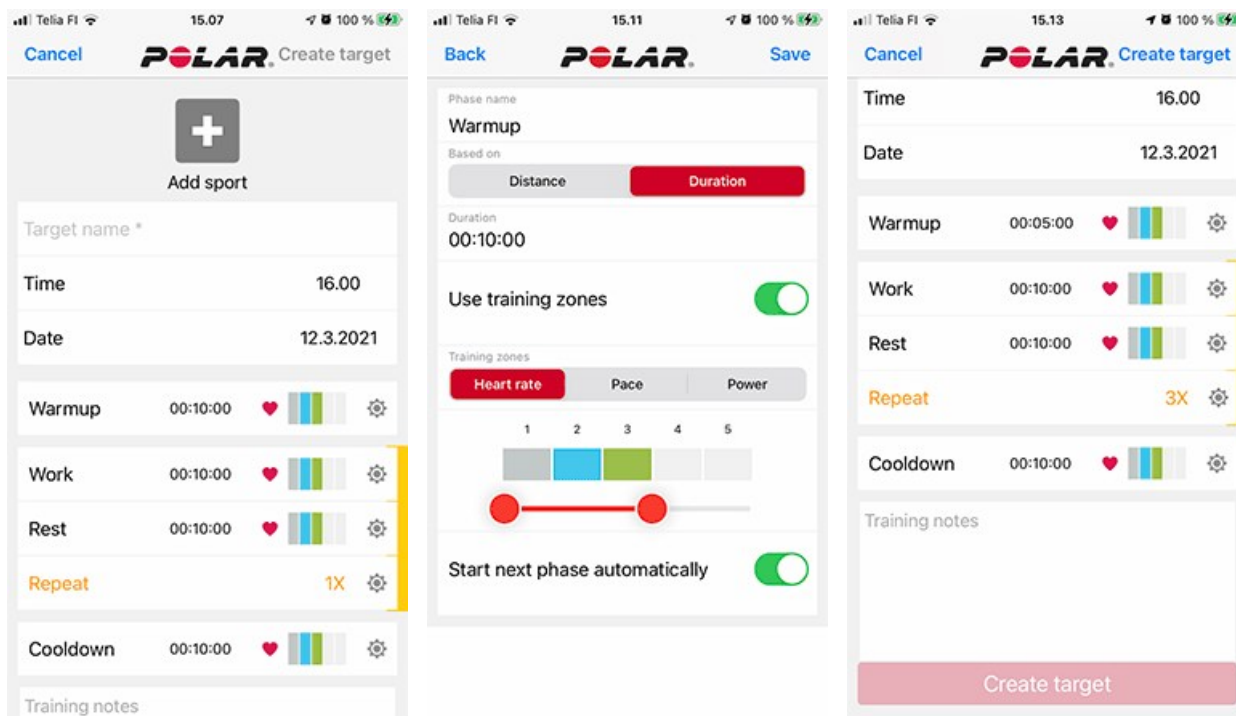 Telia FI 15.07 100 %
Cancel POLAR. Create target
Add sport
Target name *
Time 16.00
Date 12.3.2021
Warmup 00:10:00
Work 00:10:00
Rest 00:10:00
Repeat 1X
Cooldown 00:10:00
Training notes
Telia FI 15.11 100 %
Back POLAR. Save
Phase name
Warmup
Based on
Distance Duration
Duration
00:10:00
Use training zones
Training zones
Heart rate Pace Power
1 2 3 4 5
Start next phase automatically
Telia FI 15.13 100 %
Cancel POLAR. Create target
Time 16.00
Date 12.3.2021
Warmup 00:05:00
Work 00:10:00
Rest 00:10:00
Repeat 3X
Cooldown 00:10:00
Training notes
Create target